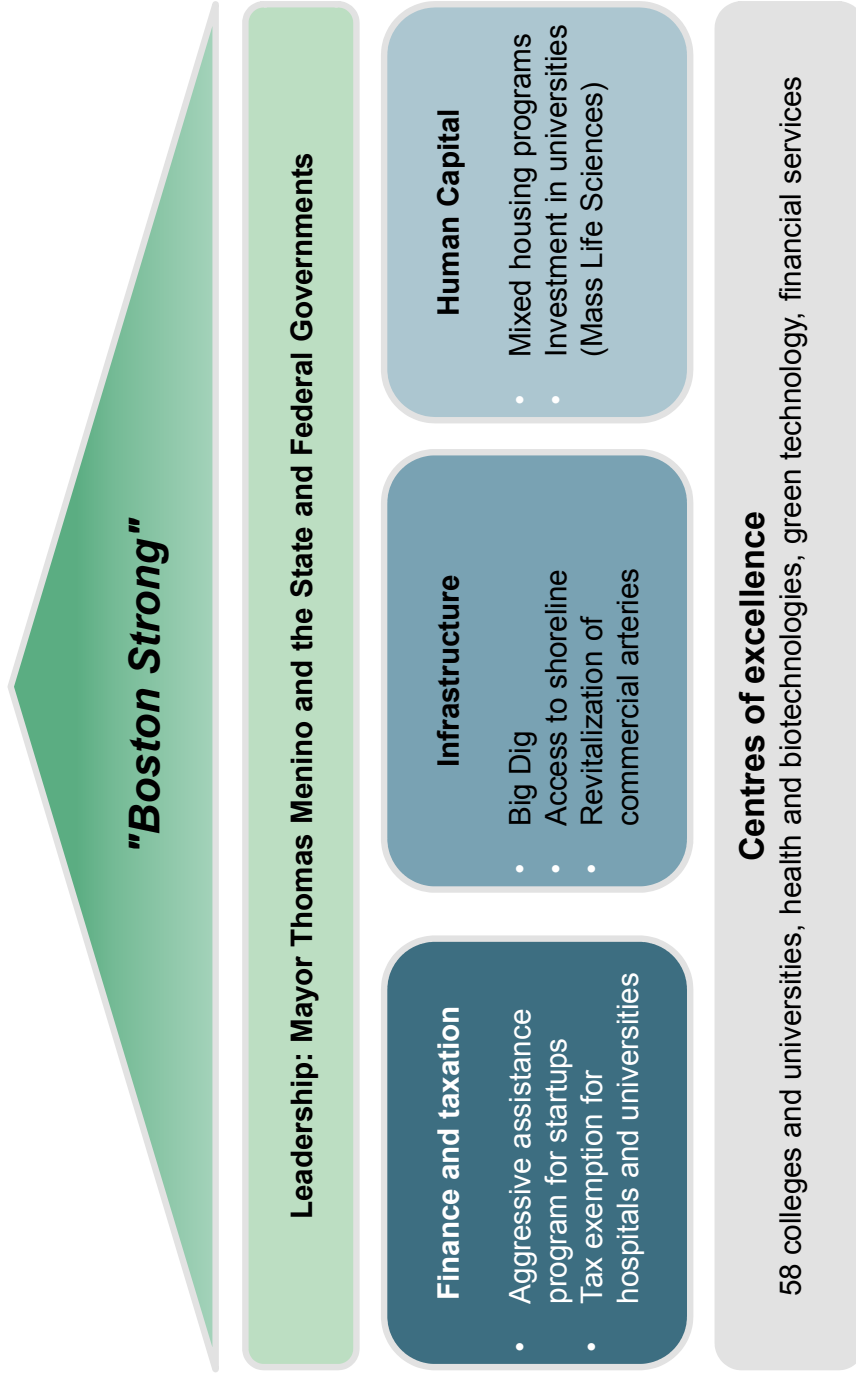 "Boston Strong"
Leadership: Mayor Thomas Menino and the State and Federal Governments
Finance and taxation
• Aggressive assistance
program for startups
• Tax exemption for
hospitals and universities
Infrastructure
• Big Dig
• Access to shoreline
• Revitalization of
commercial arteries
Human Capital
• Mixed housing programs
• Investment in universities
(Mass Life Sciences)
Centres of excellence
58 colleges and universities, health and biotechnologies, green technology, financial services